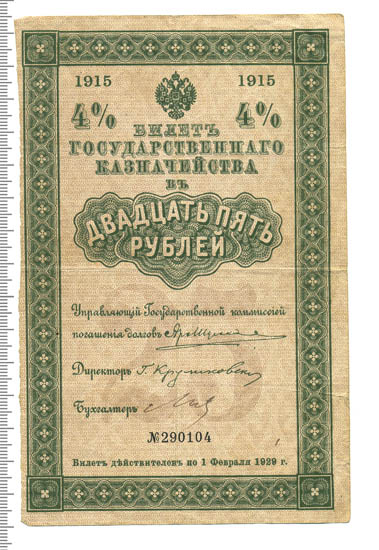 1915 1915
4% 4%
БИЛЕТЪ
ГОСУДАРСТВЕННАГО
КАЗНАЧЕЙСТВА
ВЪ
ДВАДЦАТЬ ПЯТЬ
РУБЛЕЙ
Управляющій Государственной коммиссіей
погашенія долговъ
Директоръ
Бухгалтеръ
№290104
Билетъ дѣйствителенъ по 1 Февраля 1929 г.